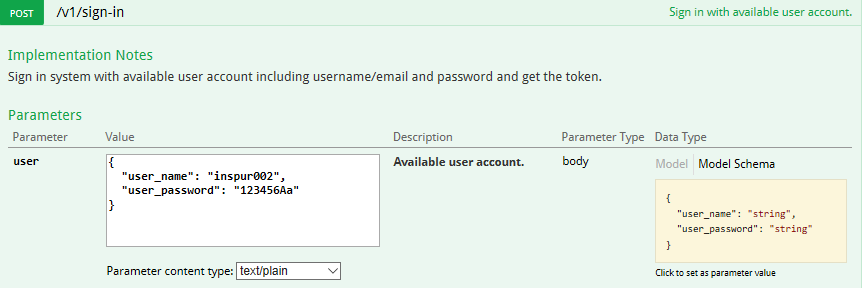 POST /v1/sign-in Sign in with available user account.
Implementation Notes
Sign in system with available user account including username/email and password and get the token.
Parameters
Parameter Value Description Parameter Type Data Type
user
{
"user_name": "inspur002",
"user_password": "123456Aa"
}
Available user account.
body
Model Model Schema
{
"user_name": "string",
"user_password": "string"
}
Click to set as parameter value
Parameter content type: text/plain